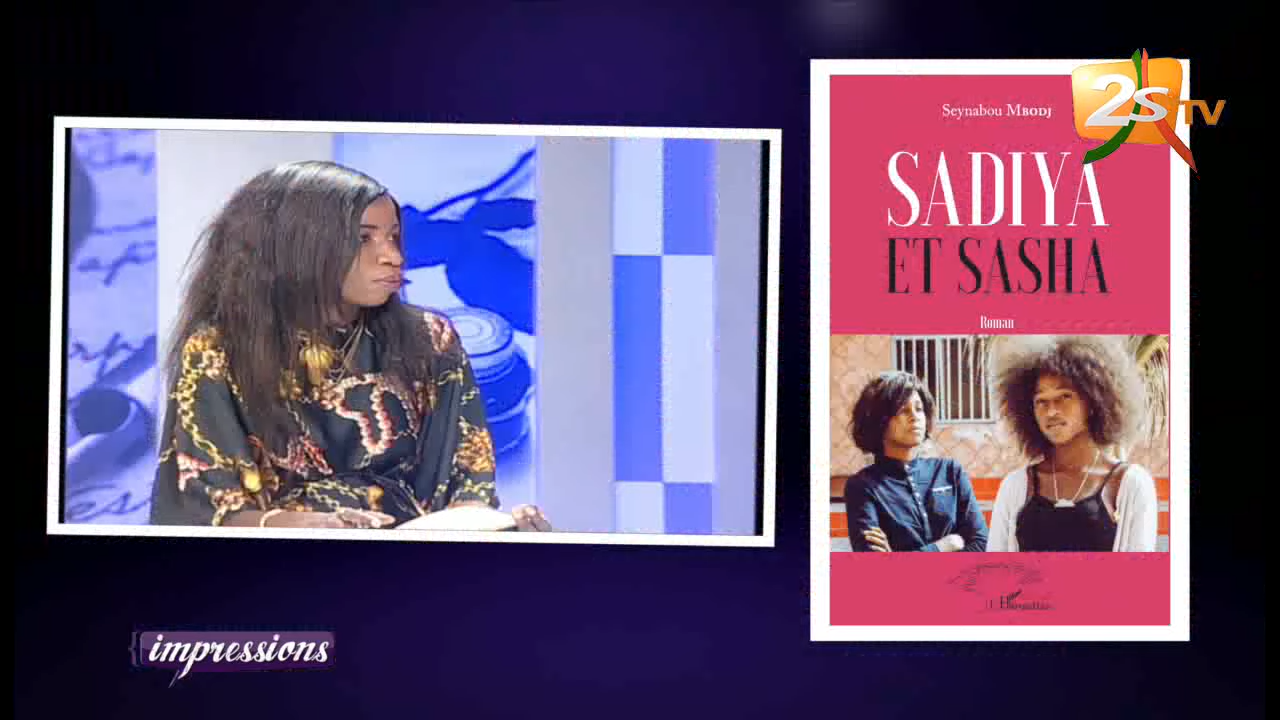 Seynabou MBODJ
SADIYA
ET SASHA
Roman
L'Harmattan
2STV
impressions